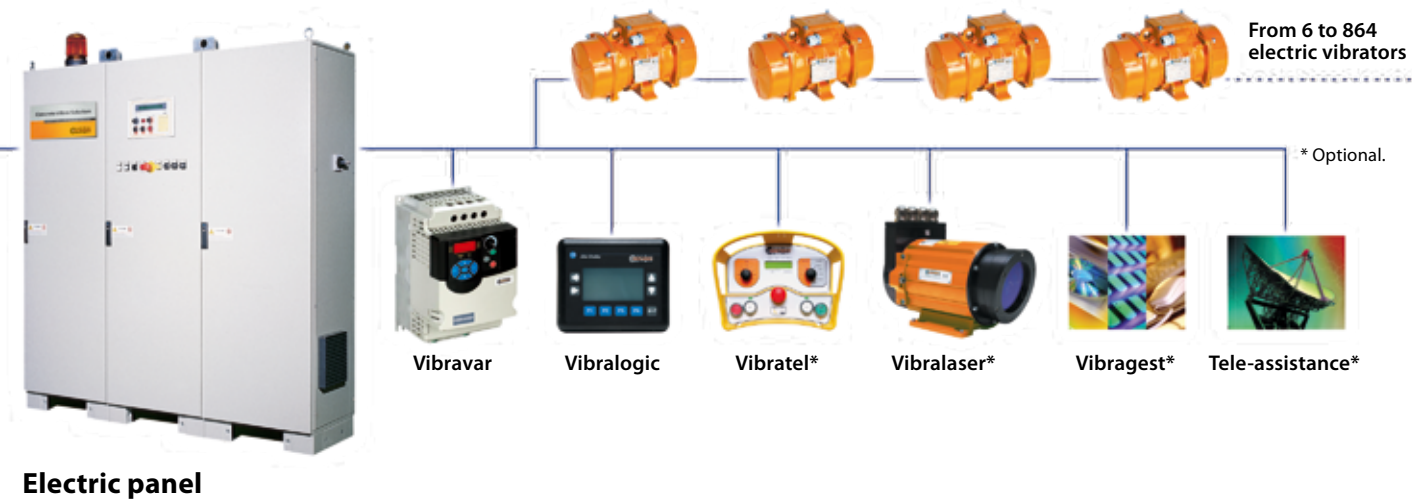 From 6 to 864
electric vibrators
* Optional.
Vibravar
Vibralogic
Vibratel*
Vibralaser*
Vibragest*
Tele-assistance*
Electric panel